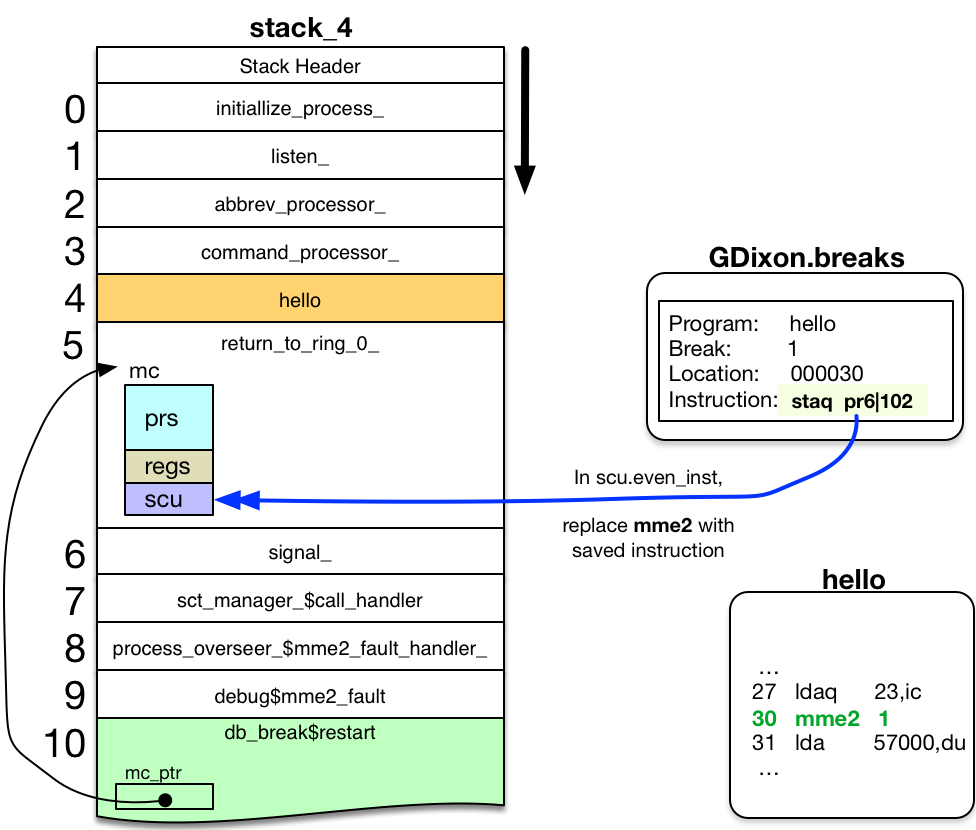 stack_4
Stack Header
0
initiallize_process_
1
listen_
2
abbrev_processor_
3
command_processor_
4
hello
5
return_to_ring_0_
mc
prs
regs
scu
6
signal_
7
sct_manager_$call_handler
8
process_overseer_$mme2_fault_handler_
9
debug$mme2_fault
10
db_break$restart
mc_ptr
GDixon.breaks
Program: hello
Break: 1
Location: 000030
Instruction: staq pr6|102
In scu.even_inst,
replace mme2 with
saved instruction
hello
...
27 ldaq 23,ic
30 mme2 1
31 lda 57000,du
...